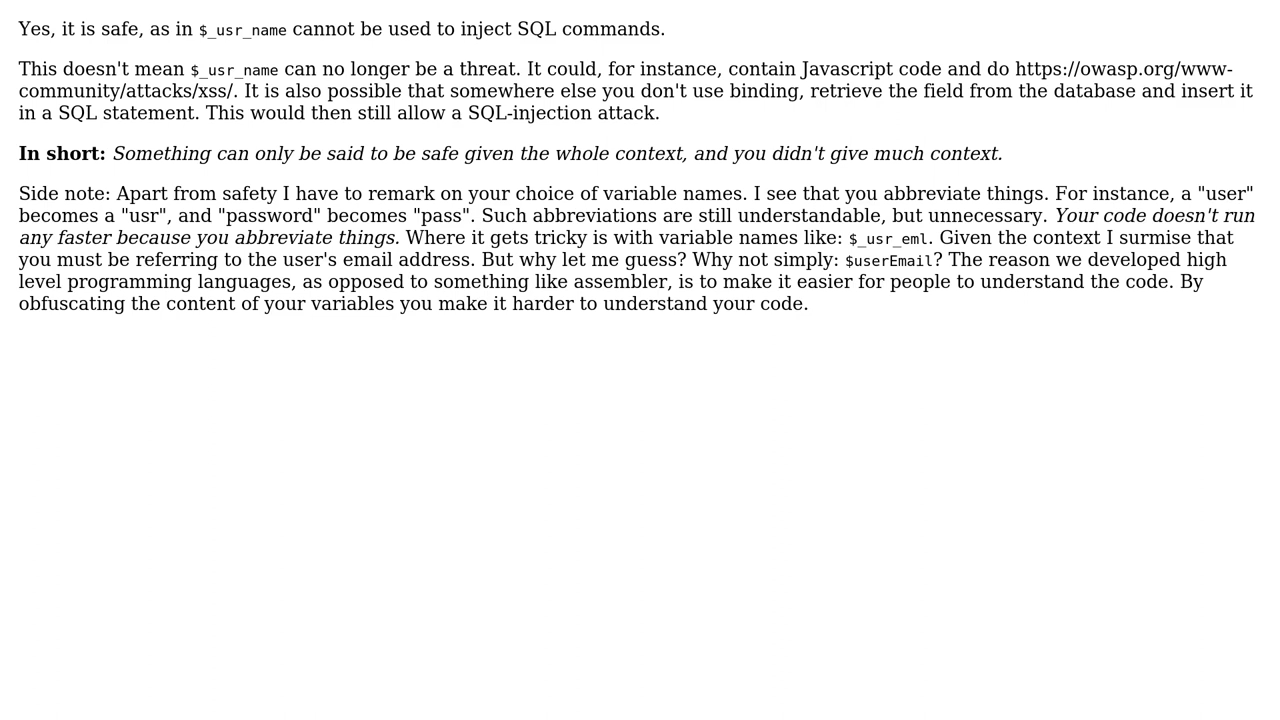 Yes, it is safe, as in $_usr_name cannot be used to inject SQL commands.
This doesn't mean $_usr_name can no longer be a threat. It could, for instance, contain Javascript code and do https://owasp.org/www-
community/attacks/xss/. It is also possible that somewhere else you don't use binding, retrieve the field from the database and insert it
in a SQL statement. This would then still allow a SQL-injection attack.
In short: Something can only be said to be safe given the whole context, and you didn't give much context.
Side note: Apart from safety I have to remark on your choice of variable names. I see that you abbreviate things. For instance, a "user"
becomes a "usr", and "password" becomes "pass". Such abbreviations are still understandable, but unnecessary. Your code doesn't run
any faster because you abbreviate things. Where it gets tricky is with variable names like: $_usr_eml. Given the context I surmise that
you must be referring to the user's email address. But why let me guess? Why not simply: $userEmail? The reason we developed high
level programming languages, as opposed to something like assembler, is to make it easier for people to understand the code. By
obfuscating the content of your variables you make it harder to understand your code.